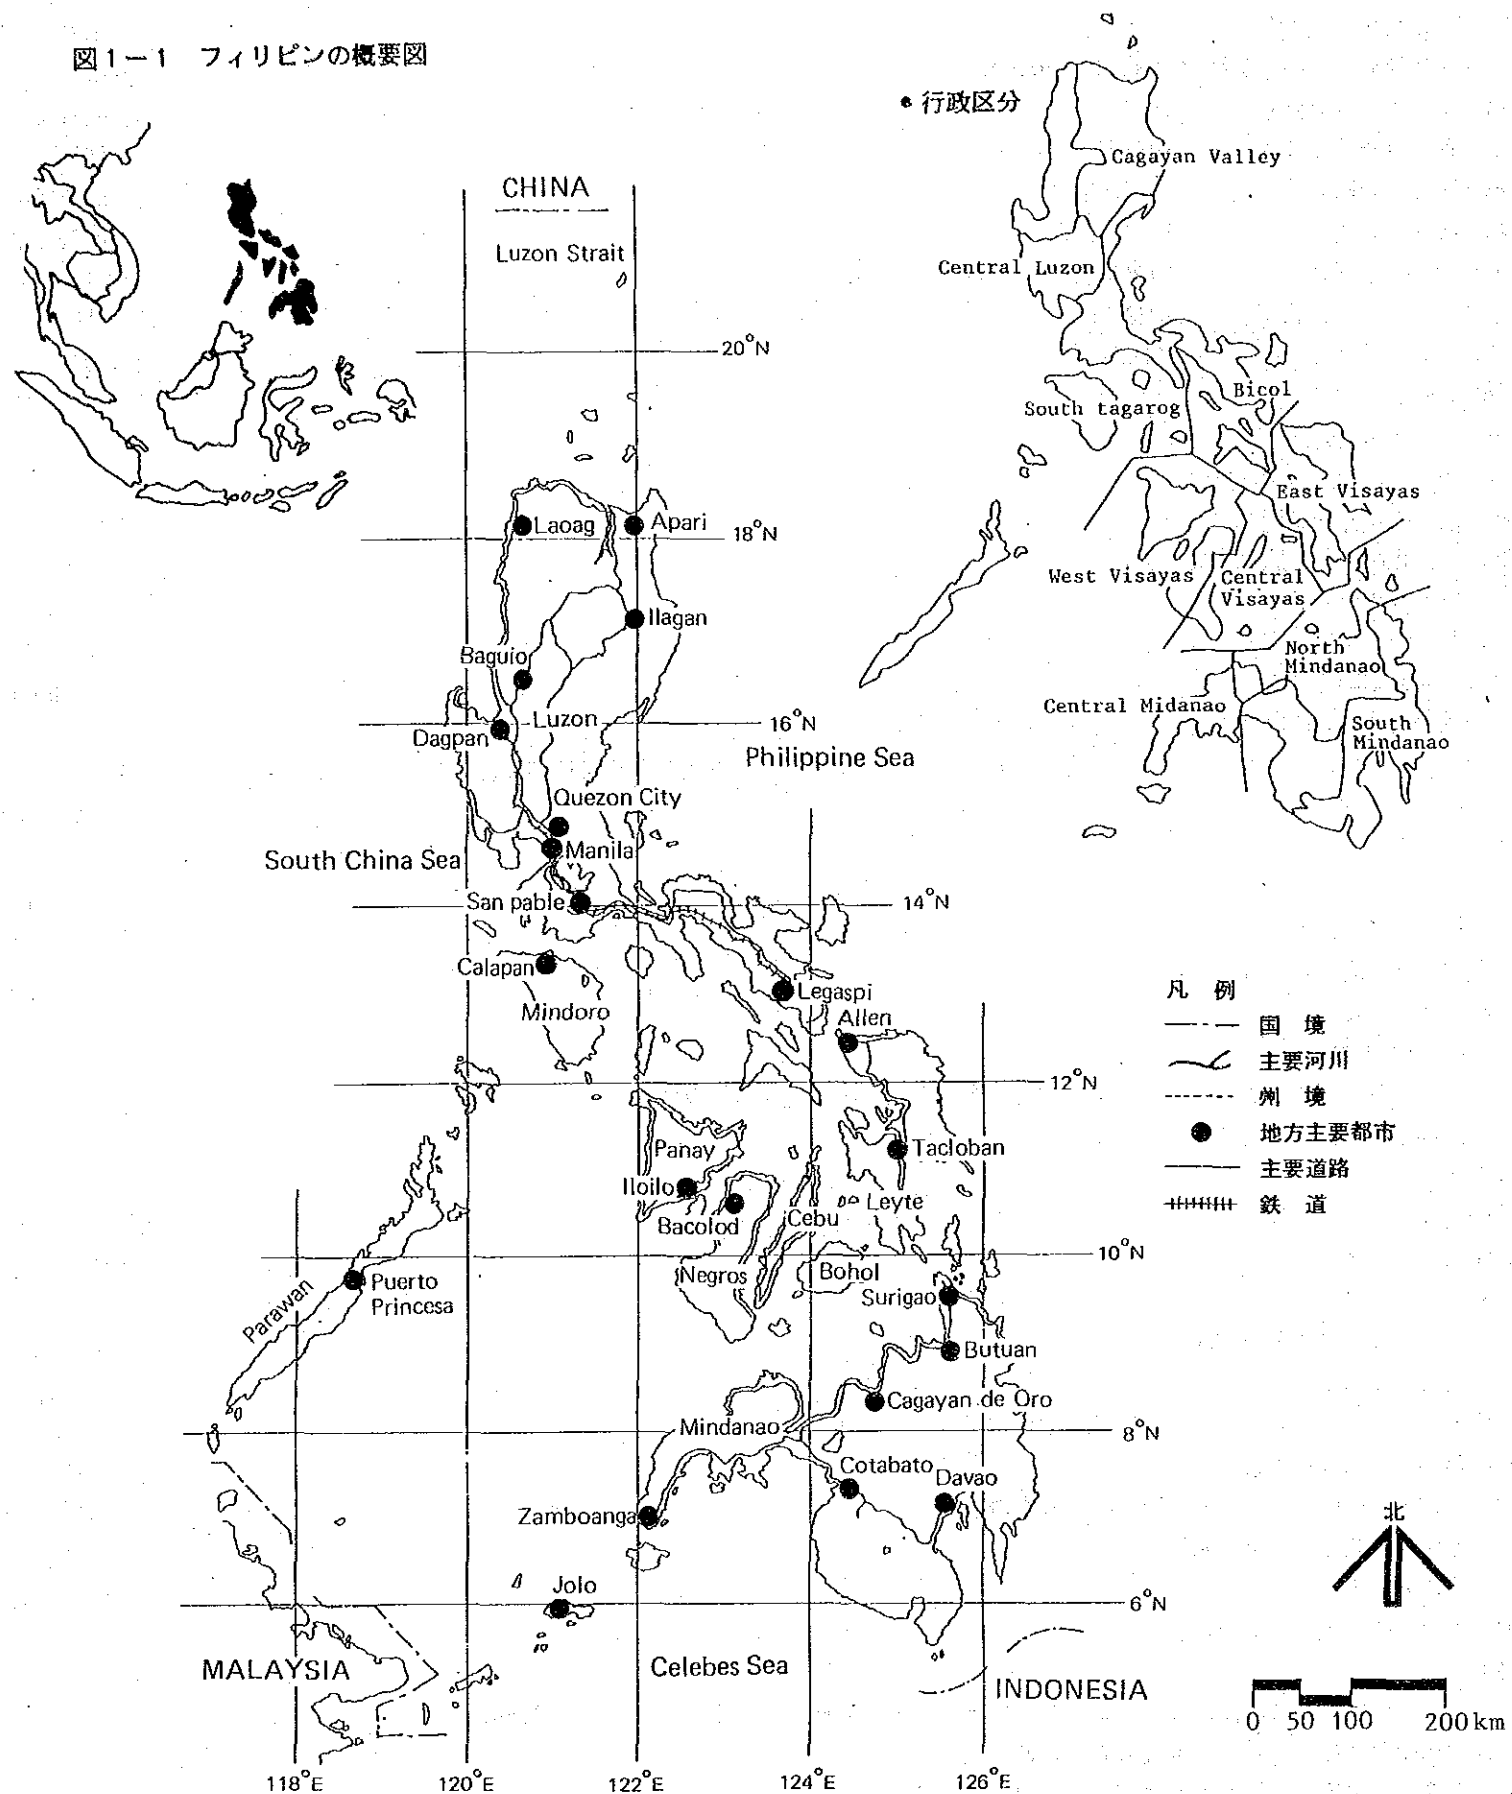 図1-1 フィリピンの概要図
• 行政区分
Cagayan Valley
Central Luzon
South tagarog
Bicol
East Visayas
West Visayas
Central
Visayas
North
Mindanao
Central Midanao
South
Mindanao
CHINA
Luzon Strait
20°N
Laoag
Apari
18°N
Ilagan
Baguio
Luzon
16°N
Dagpan
Philippine Sea
Quezon City
Manila
South China Sea
San pable
14°N
Calapan
Mindoro
Legaspi
Allen
12°N
Panay
Tacloban
Iloilo
Bacolod
Cebu
Leyte
10°N
Negros
Bohol
Parawan
Puerto
Princesa
Surigao
Butuan
Cagayan de Oro
Mindanao
8°N
Cotabato
Davao
Zamboanga
Jolo
6°N
MALAYSIA
Celebes Sea
INDONESIA
118°E
120°E
122°E
124°E
126°E
凡 例
国 境
主要河川
州 境
地方主要都市
主要道路
鉄 道
北
0 50 100 200km